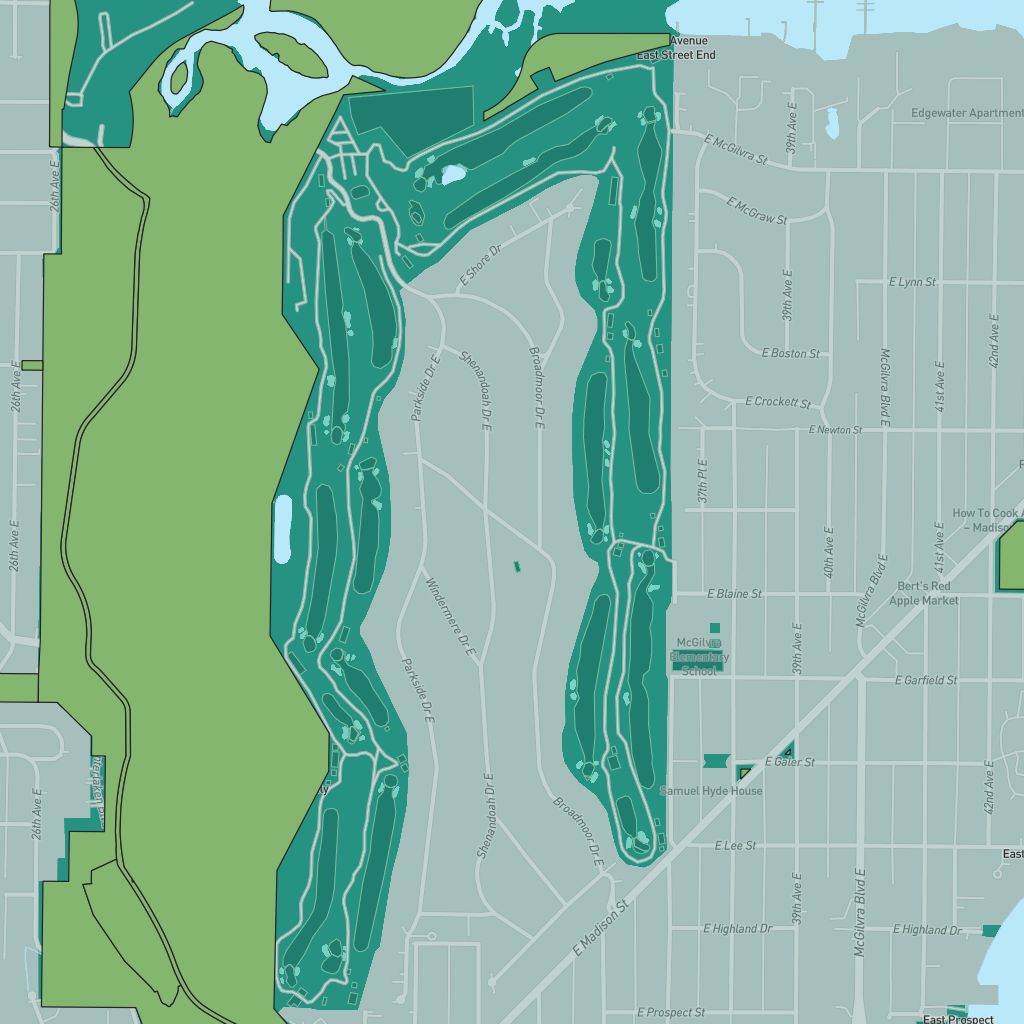 Avenue
East Street End
Edgewater Apartment
39th Ave E
E McGilvra St
26th Ave E
E McGraw St
E Shore Dr
E Lynn St
39th Ave E
42nd Ave E
E Boston St
Shenandoah Dr E
Broadmoor Dr E
Parkside Dr E
McGilvra Blvd E
41st Ave E
26th Ave E
E Crockett St
E Newton St
37th Pl E
How To Cook A
– Madiso
26th Ave E
40th Ave E
41st Ave E
McGilvra Blvd E
Bert's Red
Apple Market
E Blaine St
Windermere Dr E
McGilvra
Elementary
School
39th Ave E
Parkside Dr E
E Garfield St
E Galer St
Samuel Hyde House
26th Ave E
Shenandoah Dr E
Broadmoor Dr E
42nd Ave E
E Lee St
East
39th Ave E
McGilvra Blvd E
E Madison St
E Highland Dr
E Highland Dr
E Prospect St
East Prospect